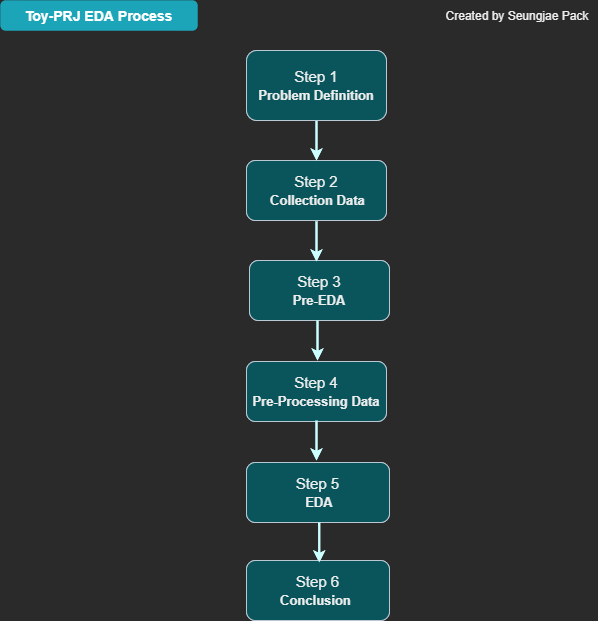 Toy-PRJ EDA Process
Created by Seungjae Pack
Step 1
Problem Definition
Step 2
Collection Data
Step 3
Pre-EDA
Step 4
Pre-Processing Data
Step 5
EDA
Step 6
Conclusion